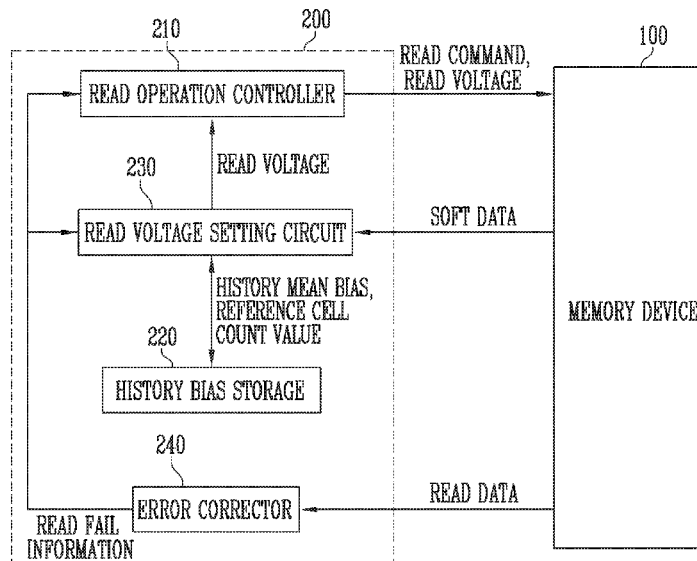 200
210
READ OPERATION CONTROLLER
READ COMMAND,
READ VOLTAGE
100
READ VOLTAGE
230
READ VOLTAGE SETTING CIRCUIT
SOFT DATA
HISTORY MEAN BIAS,
REFERENCE CELL
COUNT VALUE
MEMORY DEVICE
220
HISTORY BIAS STORAGE
240
ERROR CORRECTOR
READ DATA
READ FAIL
INFORMATION